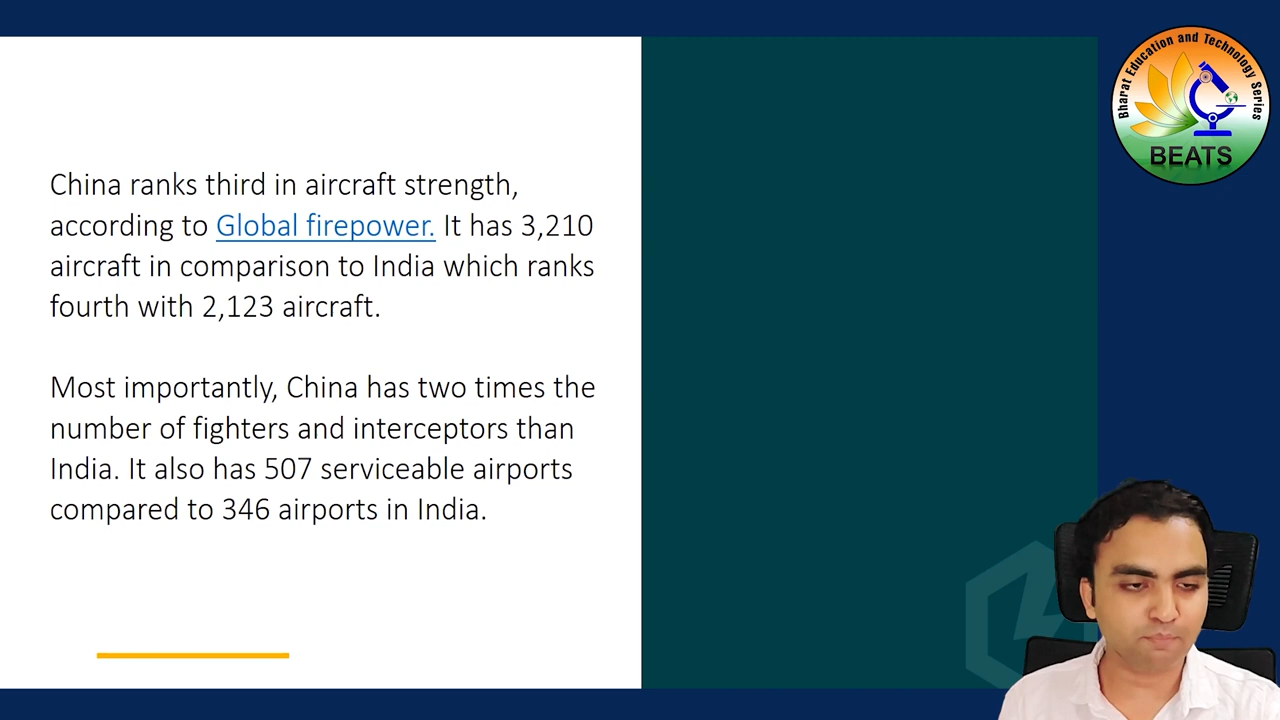 China ranks third in aircraft strength,
according to Global firepower. It has 3,210
aircraft in comparison to India which ranks
fourth with 2,123 aircraft.
Most importantly, China has two times the
number of fighters and interceptors than
India. It also has 507 serviceable airports
compared to 346 airports in India.
Bharat Education and Technology Series
BEATS